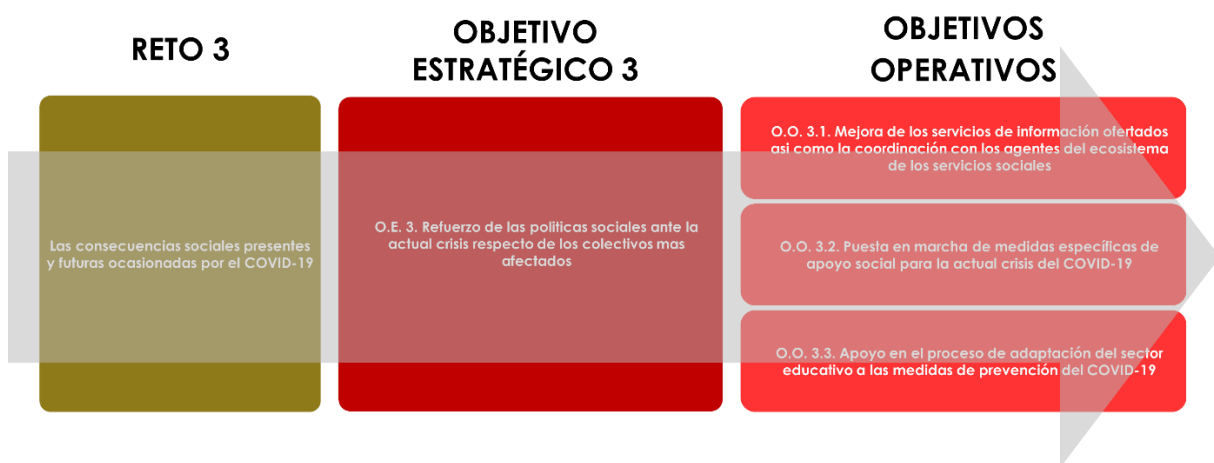 RETO 3
OBJETIVO
ESTRATÉGICO 3
OBJETIVOS
OPERATIVOS
Las consecuencias sociales presentes
y futuras ocasionadas por el COVID-19
O.E. 3. Refuerzo de las politicas sociales ante la
actual crisis respecto de los colectivos mas
afectados
O.O. 3.1. Mejora de los servicios de información ofertados
asi como la coordinación con los agentes del ecosistema
de los servicios sociales
O.O. 3.2. Puesta en marcha de medidas específicas de
apoyo social para la actual crisis del COVID-19
O.O. 3.3. Apoyo en el proceso de adaptación del sector
educativo a las medidas de prevención del COVID-19